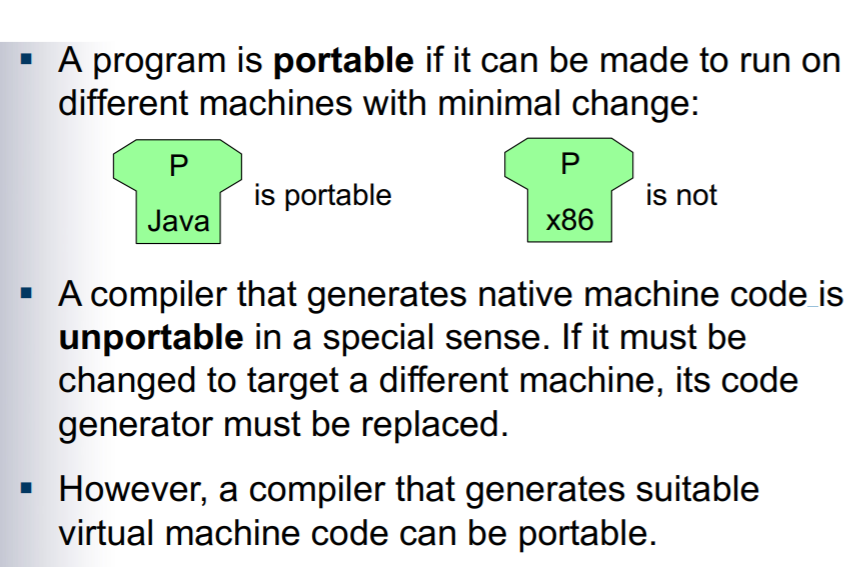 ▪ A program is portable if it can be made to run on
different machines with minimal change:
P
Java
is portable
P
x86
is not
▪ A compiler that generates native machine code is
unportable in a special sense. If it must be
changed to target a different machine, its code
generator must be replaced.
▪ However, a compiler that generates suitable
virtual machine code can be portable.